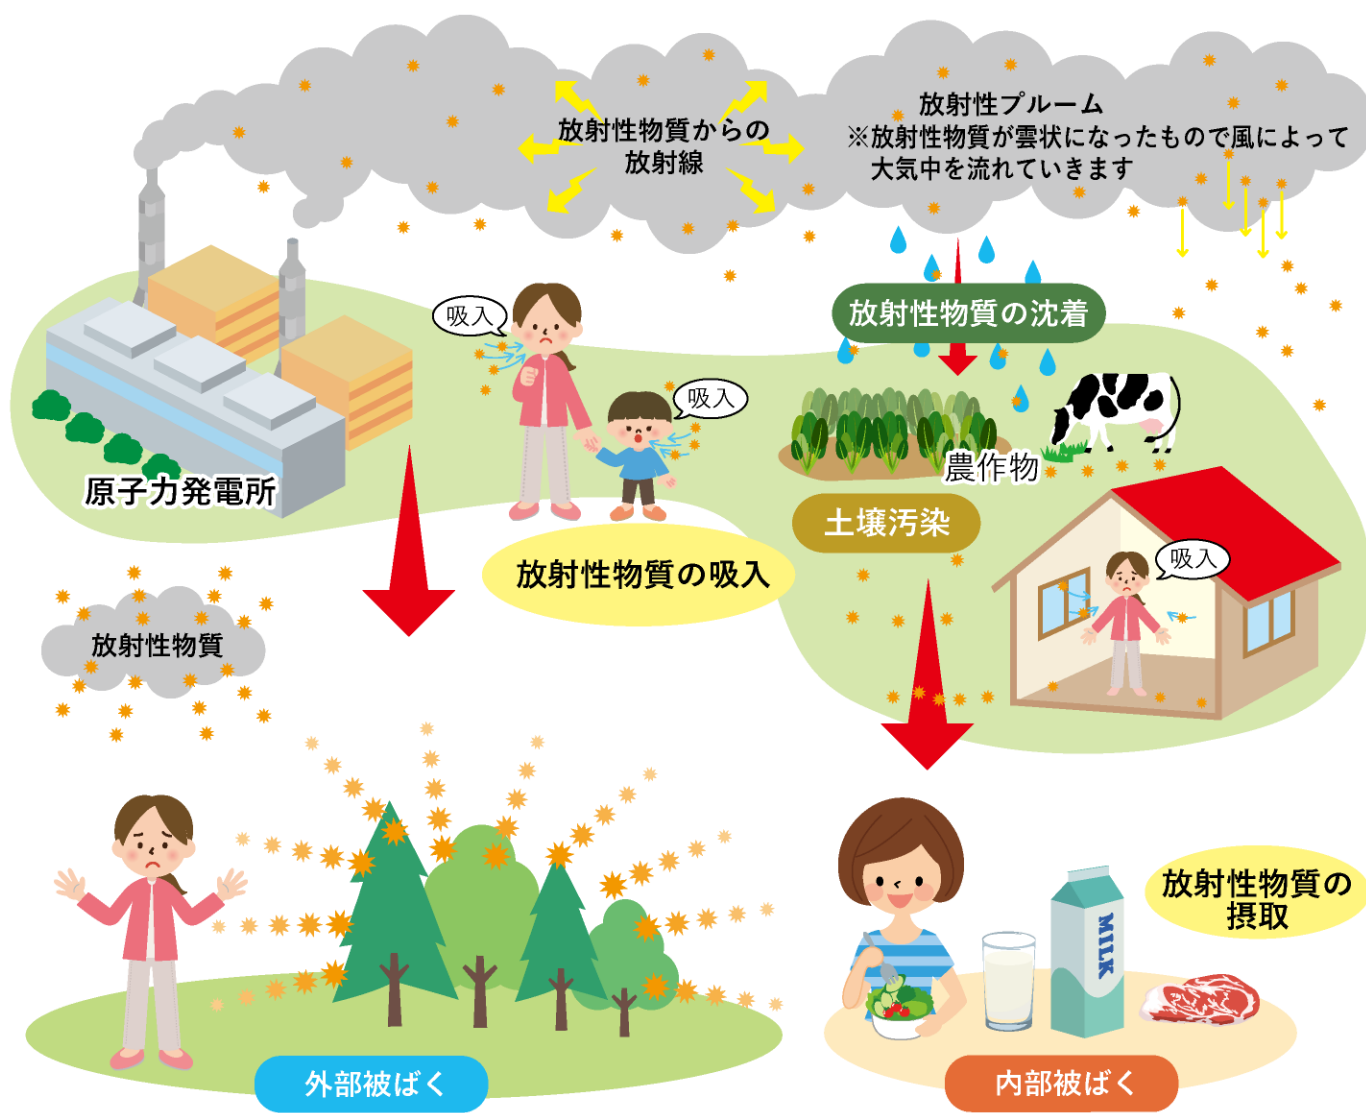 放射性物質からの
放射線
放射性プルーム
※放射性物質が雲状になったもので風によって
大気中を流れていきます
吸入
放射性物質の沈着
吸入
農作物
原子力発電所
土壌汚染
吸入
放射性物質の吸入
放射性物質
放射性物質の
摂取
MILK
外部被ばく
内部被ばく